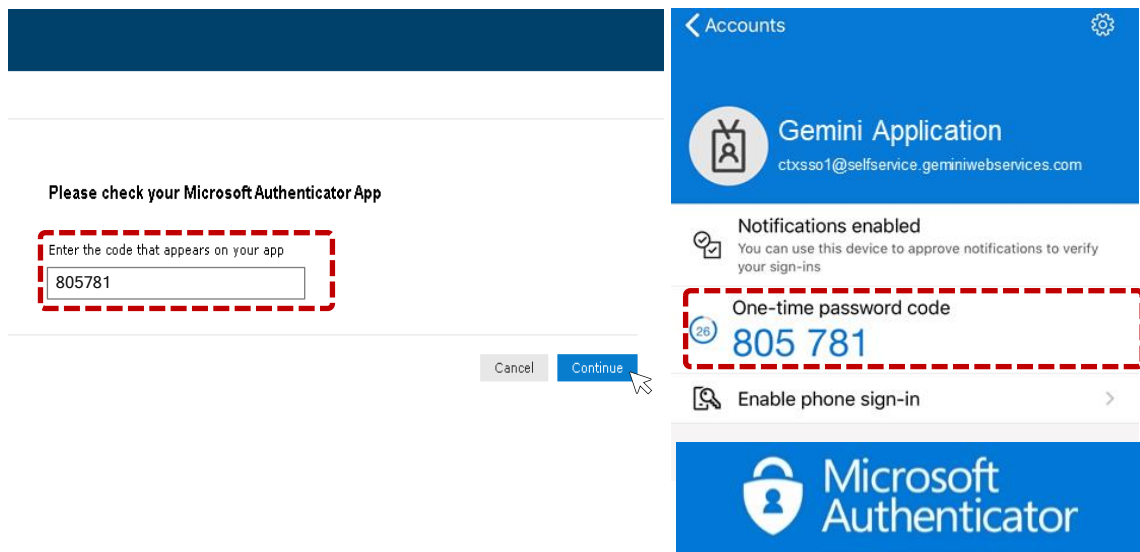 Please check your Microsoft Authenticator App
Enter the code that appears on your app
805781
Cancel
Continue
Accounts
Gemini Application
ctxsso1@selfservice.geminiwebservices.com
Notifications enabled
You can use this device to approve notifications to verify
your sign-ins
One-time password code
26
805 781
Enable phone sign-in
Microsoft
Authenticator